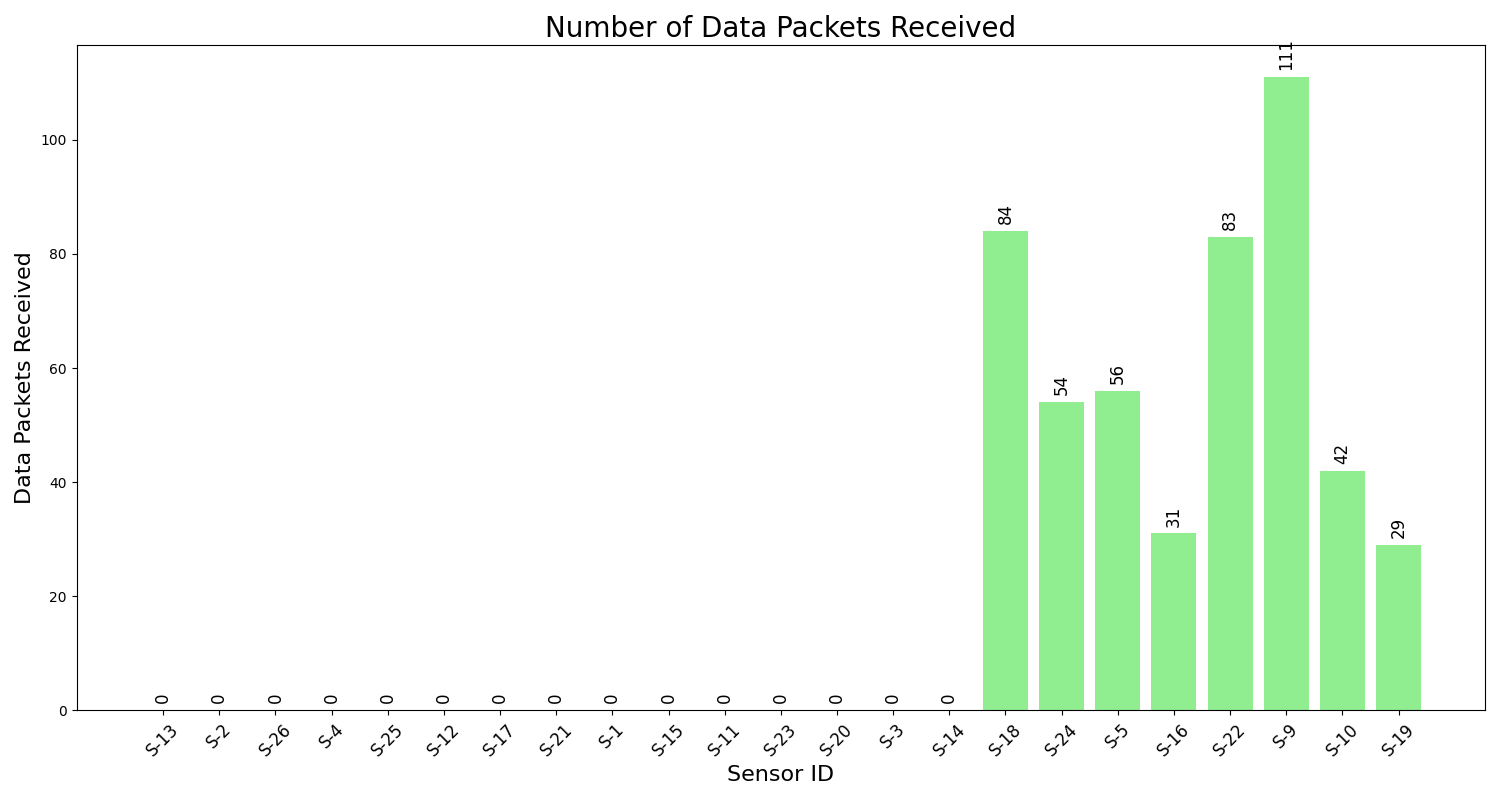 Number of Data Packets Received
Data Packets Received
100
80
60
40
20
0
0 0 0 0 0 0 0 0 0 0 0 0 0 0 0 84 54 56 31 83 111 42 29
S-13 S-2 S-26 S-4 S-25 S-12 S-17 S-21 S-1 S-15 S-11 S-23 S-20 S-3 S-14 S-18 S-24 S-5 S-16 S-22 S-9 S-10 S-19
Sensor ID